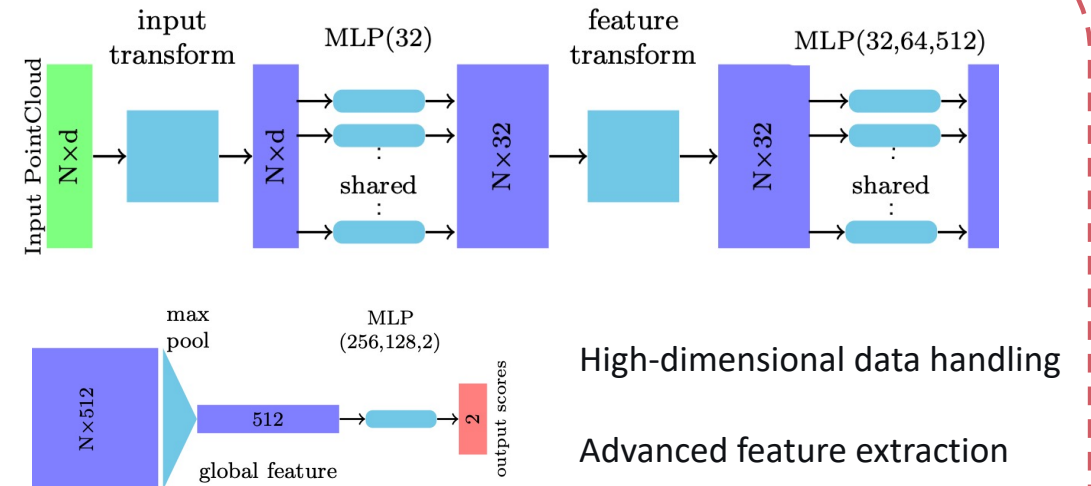 input
transform
MLP(32)
feature
transform
MLP(32,64,512)
Input PointCloud
N×d
N×d
shared
N×32
N×32
shared
max
pool
MLP
(256,128,2)
N×512
512
global feature
2
output scores
High-dimensional data handling
Advanced feature extraction